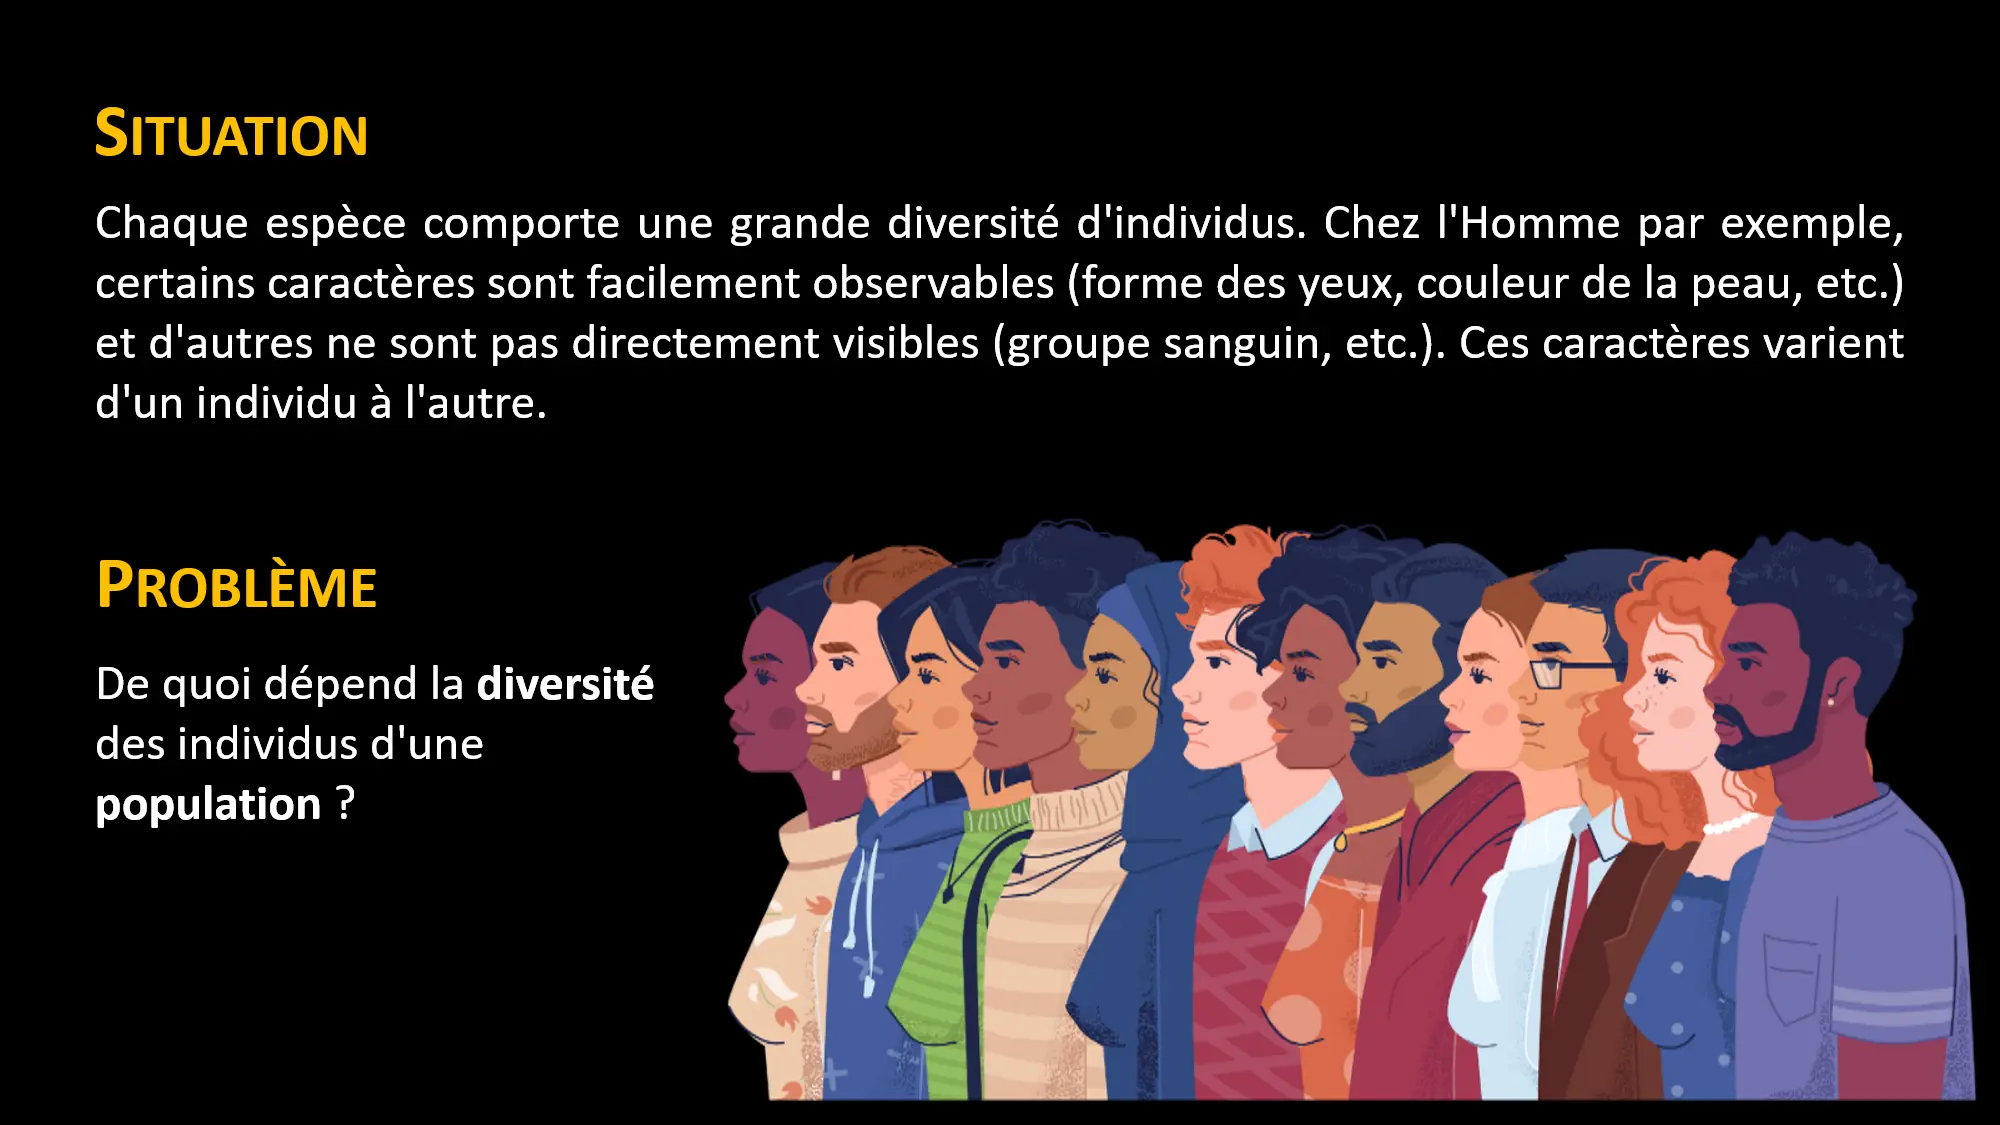 SITUATION
Chaque espèce comporte une grande diversité d'individus. Chez l'Homme par exemple,
certains caractères sont facilement observables (forme des yeux, couleur de la peau, etc.)
et d'autres ne sont pas directement visibles (groupe sanguin, etc.). Ces caractères varient
d'un individu à l'autre.
PROBLÈME
De quoi dépend la diversité
des individus d'une
population ?